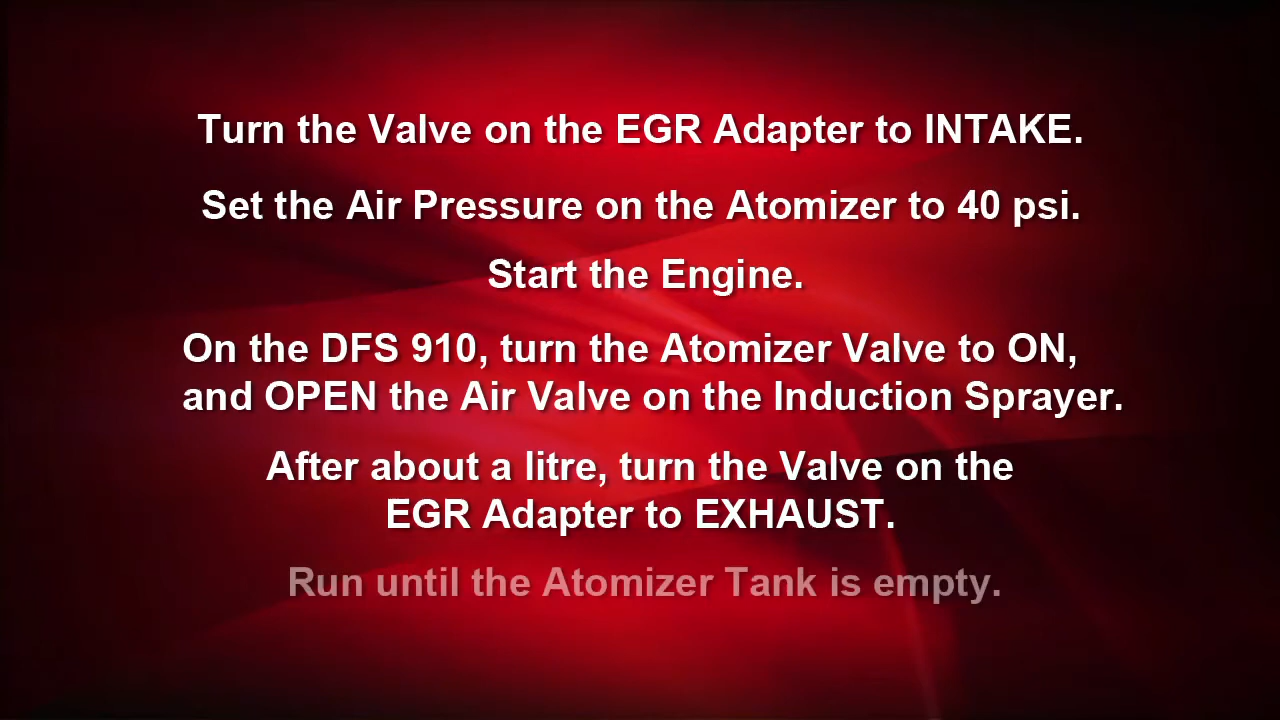 Turn the Valve on the EGR Adapter to INTAKE.
Set the Air Pressure on the Atomizer to 40 psi.
Start the Engine.
On the DFS 910, turn the Atomizer Valve to ON,
and OPEN the Air Valve on the Induction Sprayer.
After about a litre, turn the Valve on the
EGR Adapter to EXHAUST.
Run until the Atomizer Tank is empty.